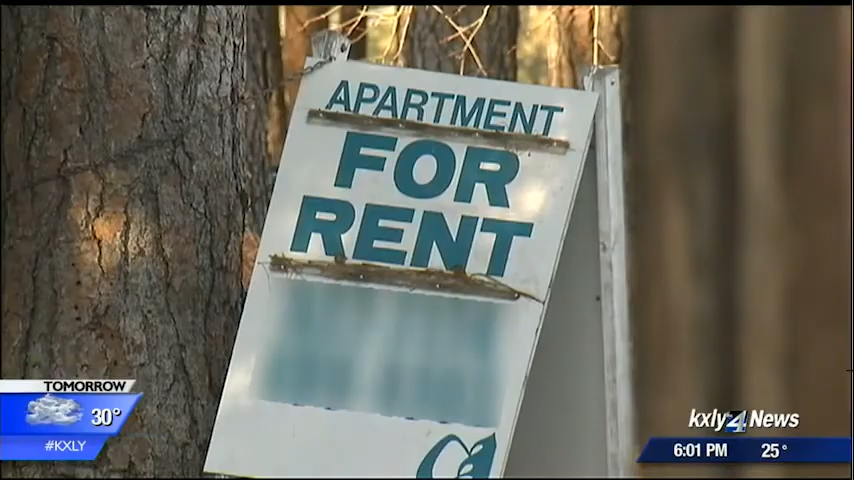 APARTMENT
FOR
RENT
TOMORROW
30°
#KXLY
kxly4 News
6:01 PM 25°